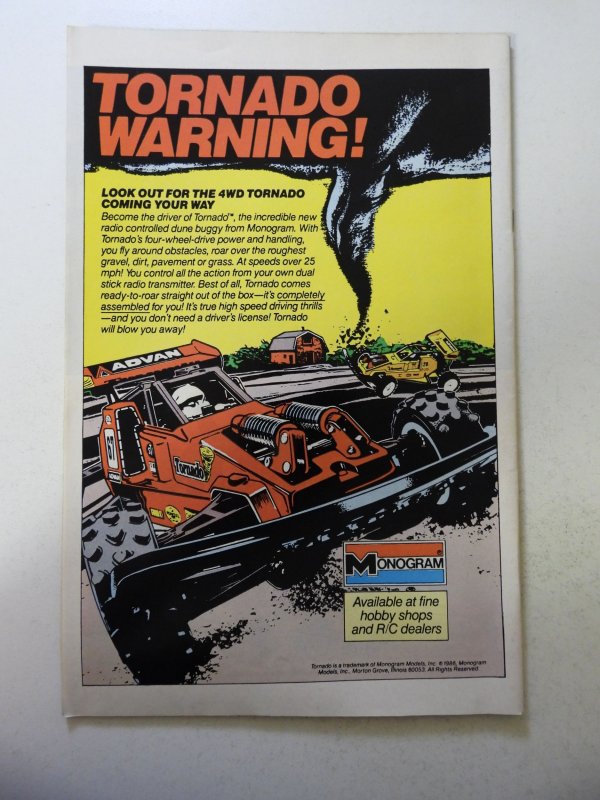 TORNADO
WARNING!
LOOK OUT FOR THE 4WD TORNADO
COMING YOUR WAY
Become the driver of Tornado™, the incredible new
radio controlled dune buggy from Monogram. With
Tornado's four-wheel-drive power and handling,
you fly around obstacles, roar over the roughest
gravel, dirt, pavement or grass. At speeds over 25
mph! You control all the action from your own dual
stick radio transmitter. Best of all, Tornado comes
ready-to-roar straight out of the box—it's completely
assembled for you! It's true high speed driving thrills
—and you don't need a driver's license! Tornado
will blow you away!
ADVAN
67
Tornado
MONOGRAM®
Available at fine
hobby shops
and R/C dealers
Tornado is a trademark of Monogram Models, Inc. © 1986, Monogram
Models, Inc., Morton Grove, Illinois 60053. All Rights Reserved.